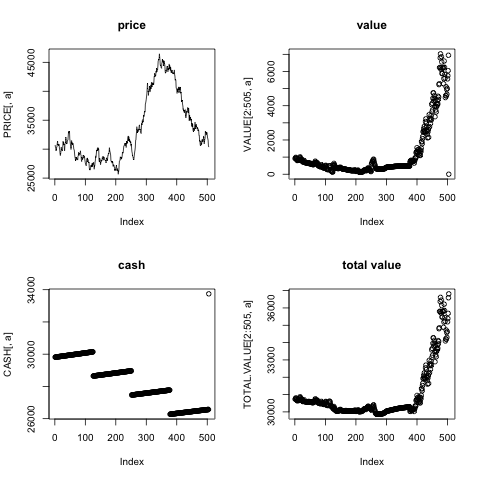 price
PRICE[, a]
25000 35000 45000
0 100 200 300 400 500
Index
value
VALUE[2:505, a]
0 2000 4000 6000
0 100 200 300 400 500
Index
cash
CASH[, a]
26000 30000 34000
0 100 200 300 400 500
Index
total value
TOTAL.VALUE[2:505, a]
30000 33000 36000
0 100 200 300 400 500
Index